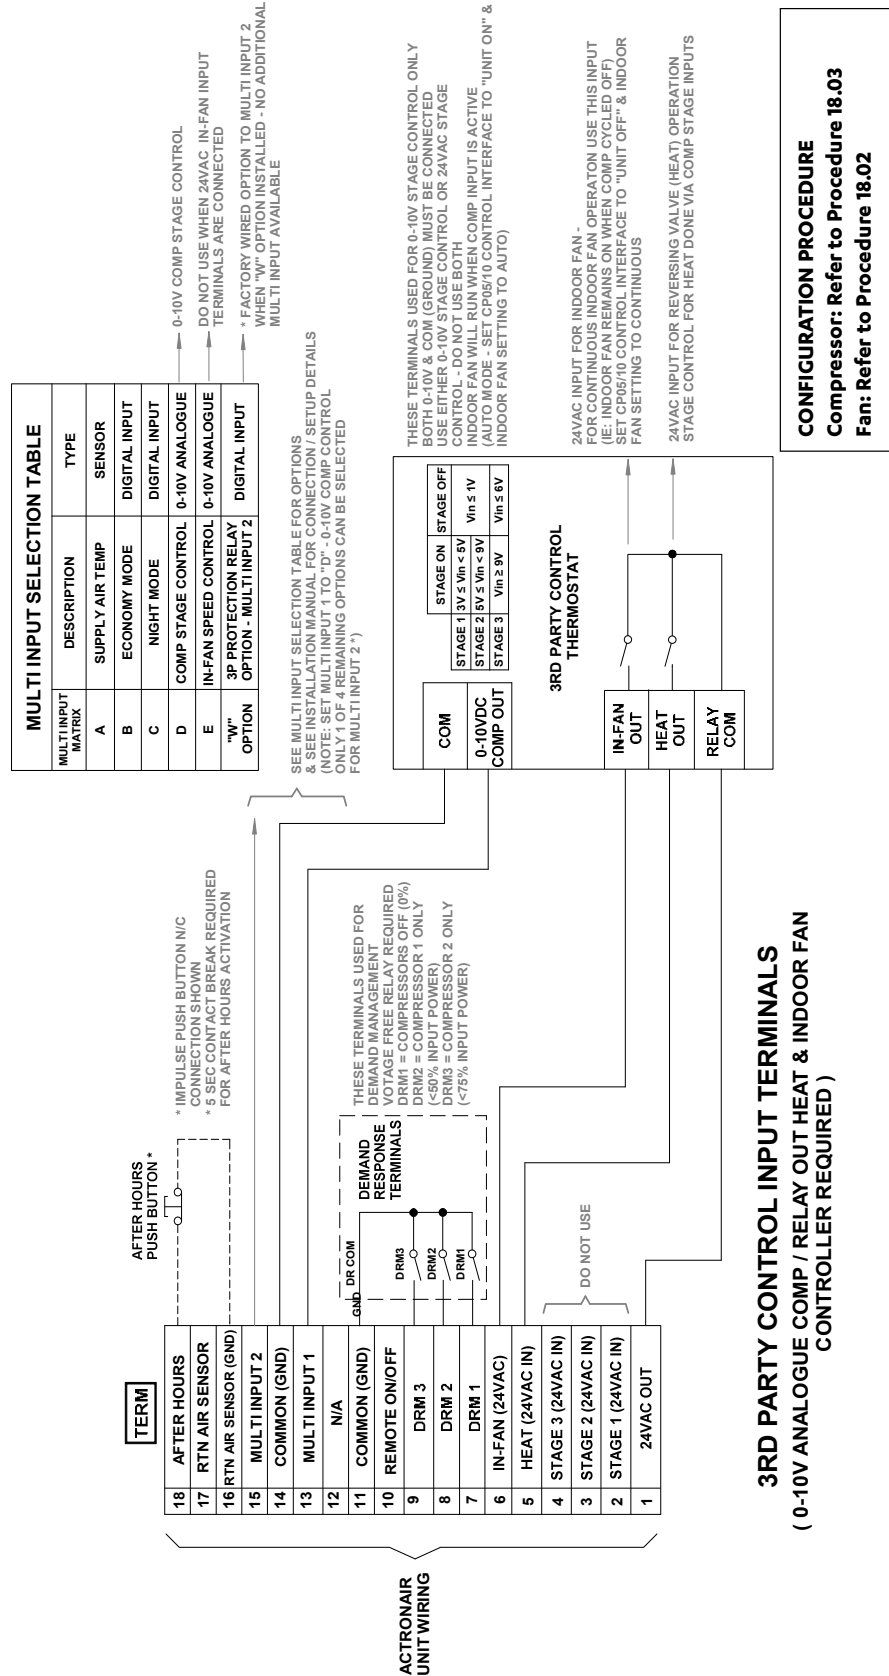 MULTI INPUT SELECTION TABLE
MULTI INPUT
MATRIX
DESCRIPTION
TYPE
A
SUPPLY AIR TEMP
SENSOR
B
ECONOMY MODE
DIGITAL INPUT
C
NIGHT MODE
DIGITAL INPUT
D
COMP STAGE CONTROL
0-10V ANALOGUE
E
IN-FAN SPEED CONTROL
0-10V ANALOGUE
"W"
OPTION
3P PROTECTION RELAY
OPTION - MULTI INPUT 2
DIGITAL INPUT
0-10V COMP STAGE CONTROL
DO NOT USE WHEN 24VAC IN-FAN INPUT
TERMINALS ARE CONNECTED
* FACTORY WIRED OPTION TO MULTI INPUT 2
WHEN "W" OPTION INSTALLED - NO ADDITIONAL
MULTI INPUT AVAILABLE
SEE MULTI INPUT SELECTION TABLE FOR OPTIONS
& SEE INSTALLATION MANUAL FOR CONNECTION / SETUP DETAILS
(NOTE: SET MULTI INPUT 1 TO "D" - 0-10V COMP CONTROL
ONLY 1 OF 4 REMAINING OPTIONS CAN BE SELECTED
FOR MULTI INPUT 2 *)
AFTER HOURS
PUSH BUTTON *
* IMPULSE PUSH BUTTON N/C
CONNECTION SHOWN
* 5 SEC CONTACT BREAK REQUIRED
FOR AFTER HOURS ACTIVATION
TERM
18 AFTER HOURS
17 RTN AIR SENSOR
16 RTN AIR SENSOR (GND)
15 MULTI INPUT 2
14 COMMON (GND)
13 MULTI INPUT 1
12 N/A
11 COMMON (GND)
10 REMOTE ON/OFF
9 DRM 3
8 DRM 2
7 DRM 1
6 IN-FAN (24VAC)
5 HEAT (24VAC IN)
4 STAGE 3 (24VAC IN)
3 STAGE 2 (24VAC IN)
2 STAGE 1 (24VAC IN)
1 24VAC OUT
ACTRONAIR
UNIT WIRING
GND
DR COM
DEMAND
RESPONSE
TERMINALS
DRM3
DRM2
DRM1
THESE TERMINALS USED FOR
DEMAND MANAGEMENT
VOTAGE FREE RELAY REQUIRED
DRM1 = COMPRESSORS OFF (0%)
DRM2 = COMPRESSOR 1 ONLY
(<50% INPUT POWER)
DRM3 = COMPRESSOR 2 ONLY
(<75% INPUT POWER)
DO NOT USE
COM
0-10VDC
COMP OUT
STAGE ON
STAGE OFF
STAGE 1
3V ≤ Vin < 5V
Vin ≤ 1V
STAGE 2
5V ≤ Vin < 9V
STAGE 3
Vin ≥ 9V
Vin ≤ 6V
3RD PARTY CONTROL
THERMOSTAT
IN-FAN
OUT
HEAT
OUT
RELAY
COM
THESE TERMINALS USED FOR 0-10V STAGE CONTROL ONLY
BOTH 0-10V & COM (GROUND) MUST BE CONNECTED
USE EITHER 0-10V STAGE CONTROL OR 24VAC STAGE
CONTROL - DO NOT USE BOTH
INDOOR FAN WILL RUN WHEN COMP INPUT IS ACTIVE
(AUTO MODE - SET CP05/10 CONTROL INTERFACE TO "UNIT ON" &
INDOOR FAN SETTING TO AUTO)
24VAC INPUT FOR INDOOR FAN -
FOR CONTINUOUS INDOOR FAN OPERATON USE THIS INPUT
(IE: INDOOR FAN REMAINS ON WHEN COMP CYCLED OFF)
SET CP05/10 CONTROL INTERFACE TO "UNIT OFF" & INDOOR
FAN SETTING TO CONTINUOUS
24VAC INPUT FOR REVERSING VALVE (HEAT) OPERATION
STAGE CONTROL FOR HEAT DONE VIA COMP STAGE INPUTS
3RD PARTY CONTROL INPUT TERMINALS
( 0-10V ANALOGUE COMP / RELAY OUT HEAT & INDOOR FAN
CONTROLLER REQUIRED )
CONFIGURATION PROCEDURE
Compressor: Refer to Procedure 18.03
Fan: Refer to Procedure 18.02